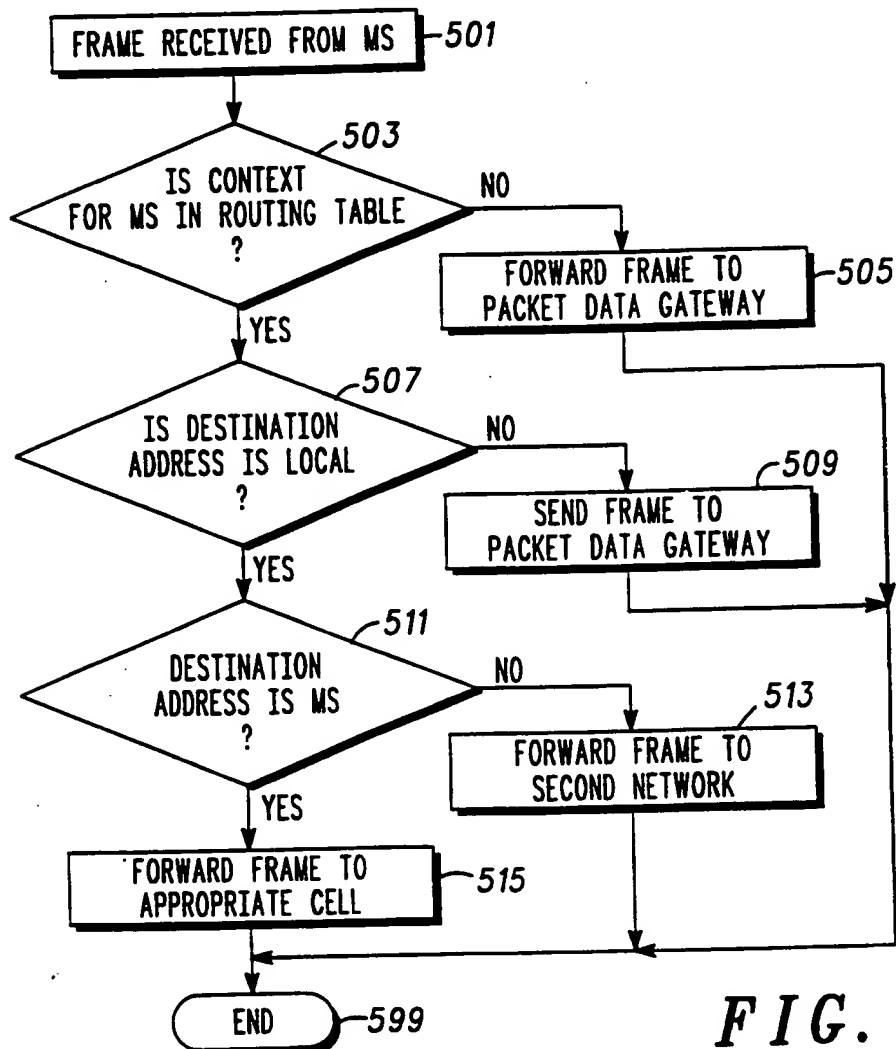 FRAME RECEIVED FROM MS
501
503
IS CONTEXT
FOR MS IN ROUTING TABLE
?
NO
FORWARD FRAME TO
PACKET DATA GATEWAY
505
YES
507
IS DESTINATION
ADDRESS IS LOCAL
?
NO
509
SEND FRAME TO
PACKET DATA GATEWAY
YES
511
DESTINATION
ADDRESS IS MS
?
NO
513
FORWARD FRAME TO
SECOND NETWORK
YES
FORWARD FRAME TO
APPROPRIATE CELL
515
END
599
FIG.